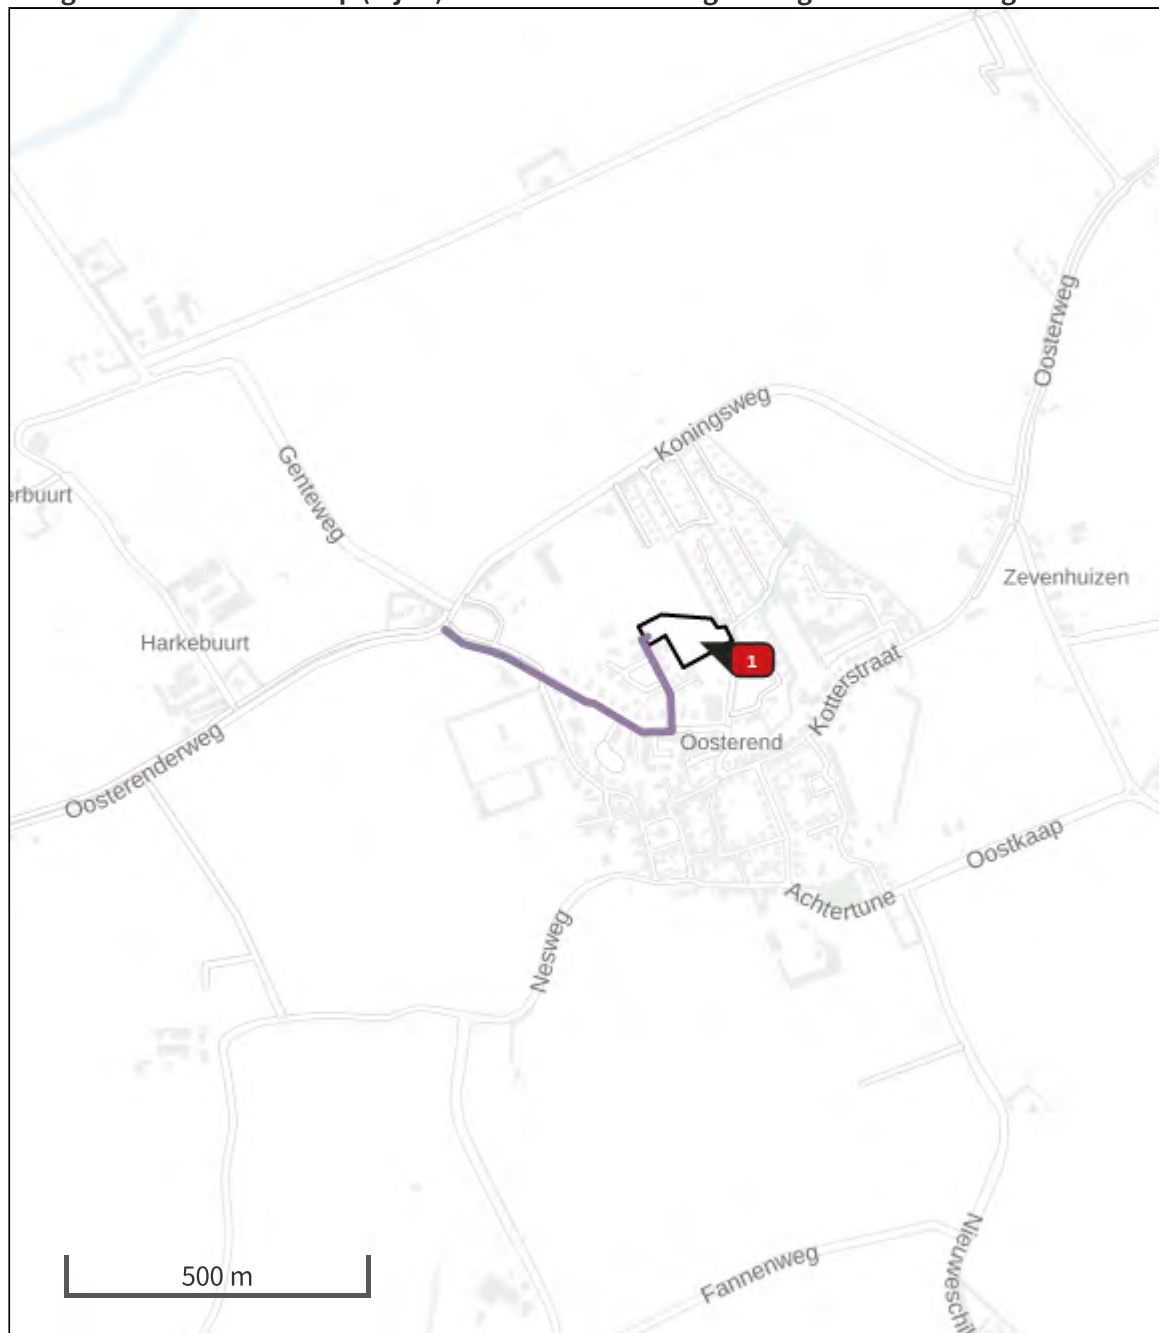 Oosterweg
Koningsweg
Genteweg
erbuurt
Zevenhuizen
Harkebuurt
1
Kotterstraat
Oosterend
Oosterenderweg
Oostkaap
Achtertune
Nesweg
Nieuweschil
Fannenweg
500 m